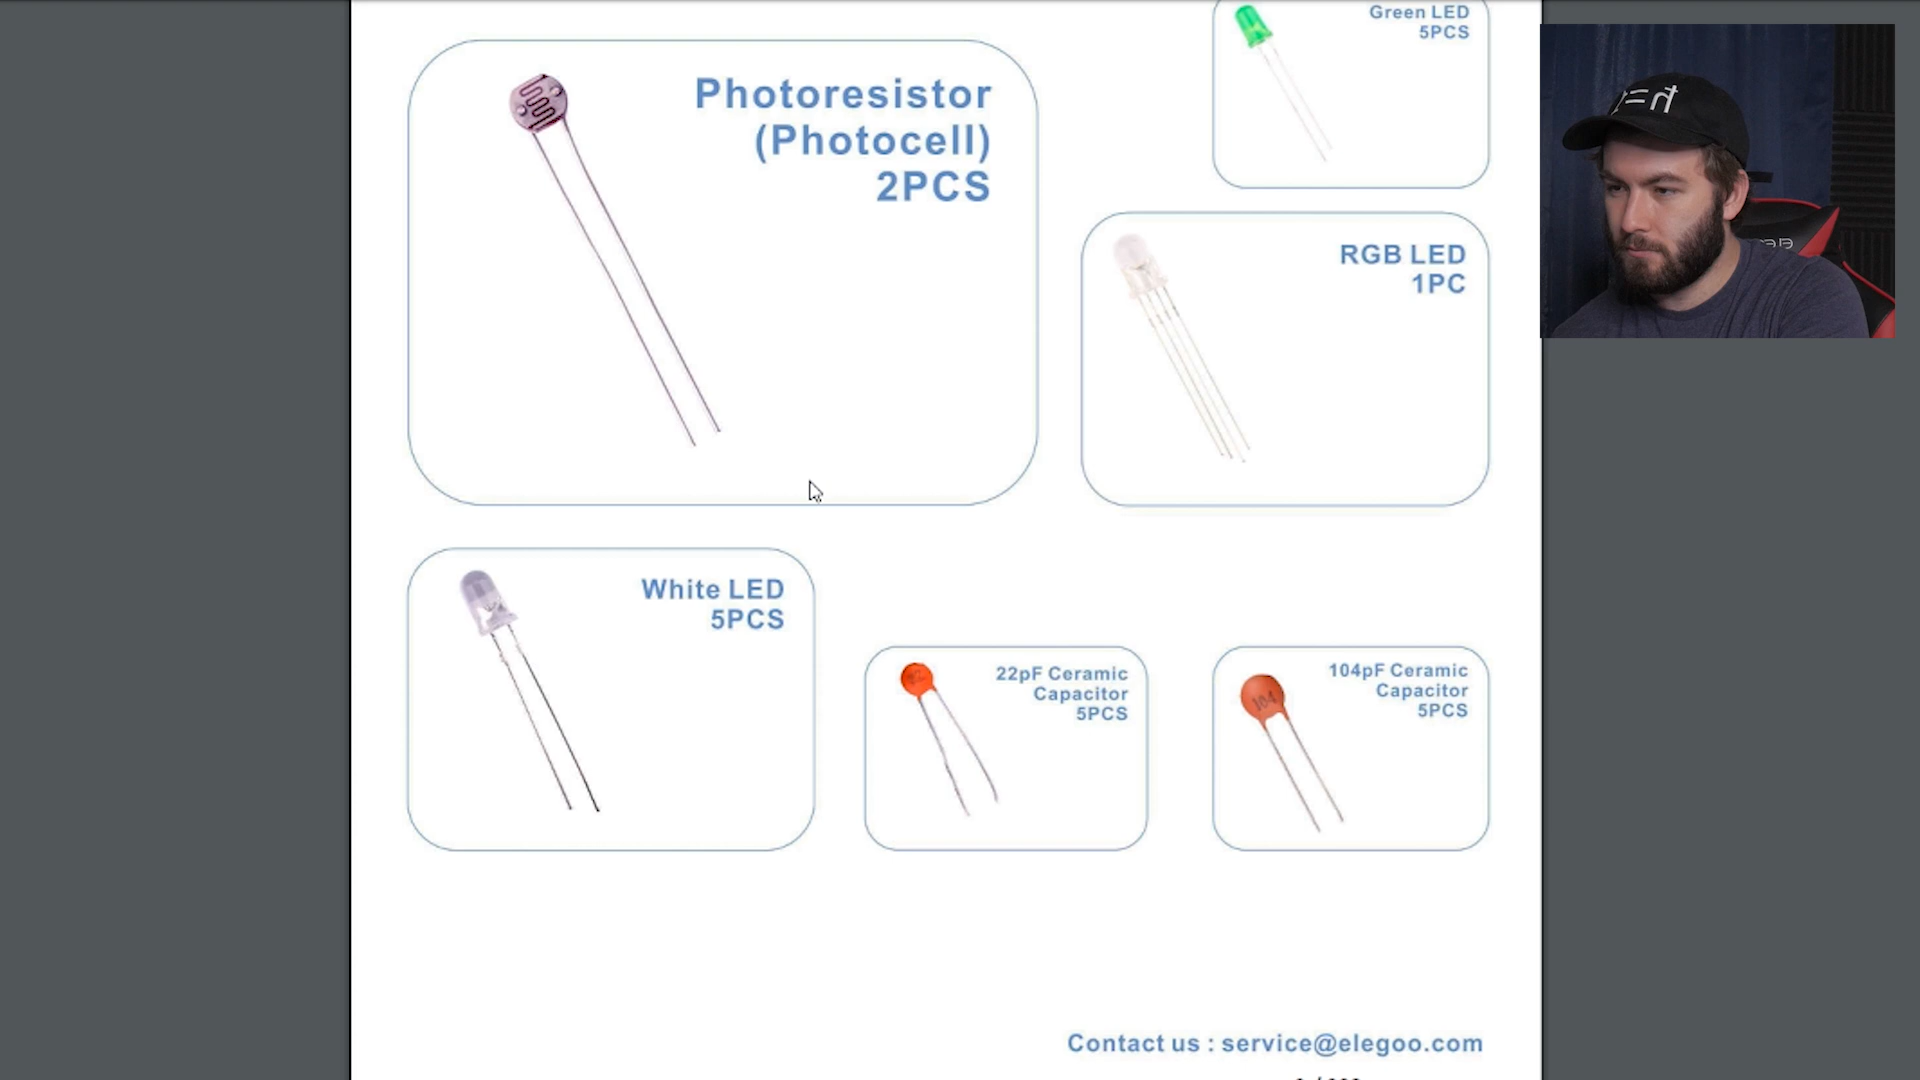 Green LED
5PCS
Photoresistor
(Photocell)
2PCS
RGB LED
1PC
White LED
5PCS
22pF Ceramic
Capacitor
5PCS
104pF Ceramic
Capacitor
5PCS
104
Contact us : service@elegoo.com